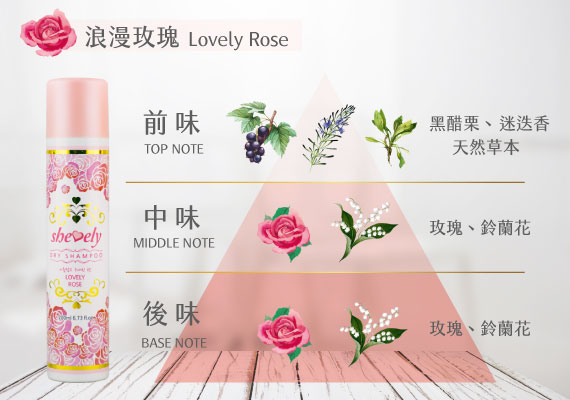 浪漫玫瑰 Lovely Rose
前味
TOP NOTE
黑醋栗、迷迭香
天然草本
中味
MIDDLE NOTE
玫瑰、鈴蘭花
後味
BASE NOTE
玫瑰、鈴蘭花
shevely
DRY SHAMPOO
LOVELY
ROSE